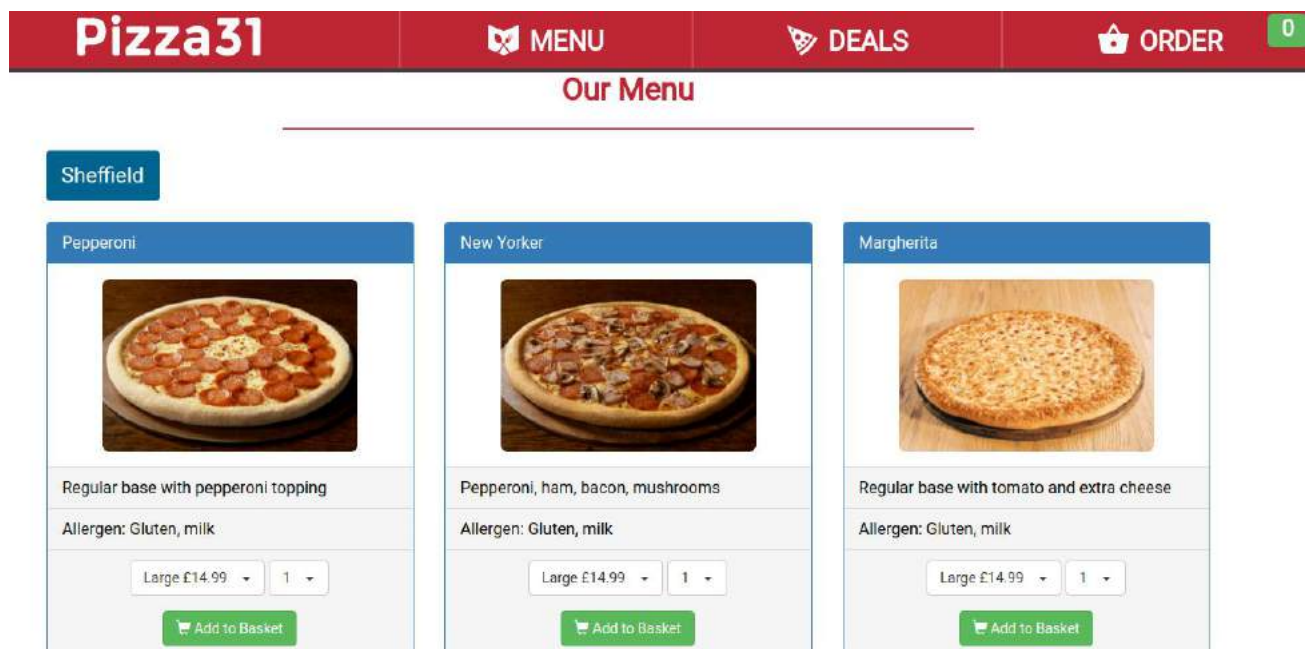 Pizza31
MENU
DEALS
ORDER
0
Our Menu
Sheffield
Pepperoni
New Yorker
Margherita
Regular base with pepperoni topping
Pepperoni, ham, bacon, mushrooms
Regular base with tomato and extra cheese
Allergen: Gluten, milk
Allergen: Gluten, milk
Allergen: Gluten, milk
Large £14.99
1
Large £14.99
1
Large £14.99
1
Add to Basket
Add to Basket
Add to Basket